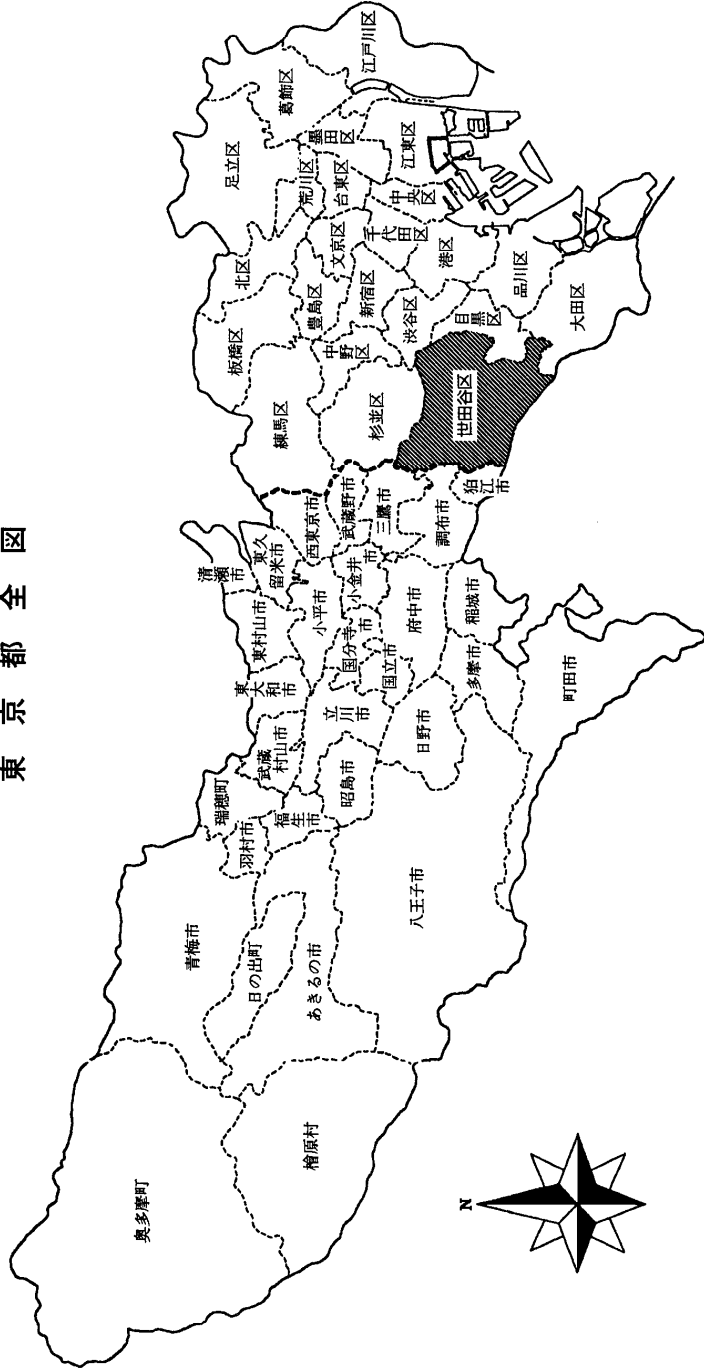 東京都全図
奥多摩町
檜原村
青梅市
日の出町
あきるの市
八王子市
瑞穂町
羽村市
福生市
武蔵
村山市
昭島市
東
大
和
市
立
川
市
日野市
東村山市
国分寺
市
国立市
多摩市
町田市
清
瀬
市
東久
留米市
小平市
小金井
市
府中市
稲城市
西東京市
武蔵野市
三鷹市
調布市
狛
江
市
練馬区
杉並区
世田谷区
板橋区
中野
区
豊島区
新宿区
渋谷区
目黒
区
北区
文京区
千代田
区
港区
品川区
大田区
足立区
荒川区
台東区
中央
区
葛飾区
墨田
区
江東区
江戸川区
N